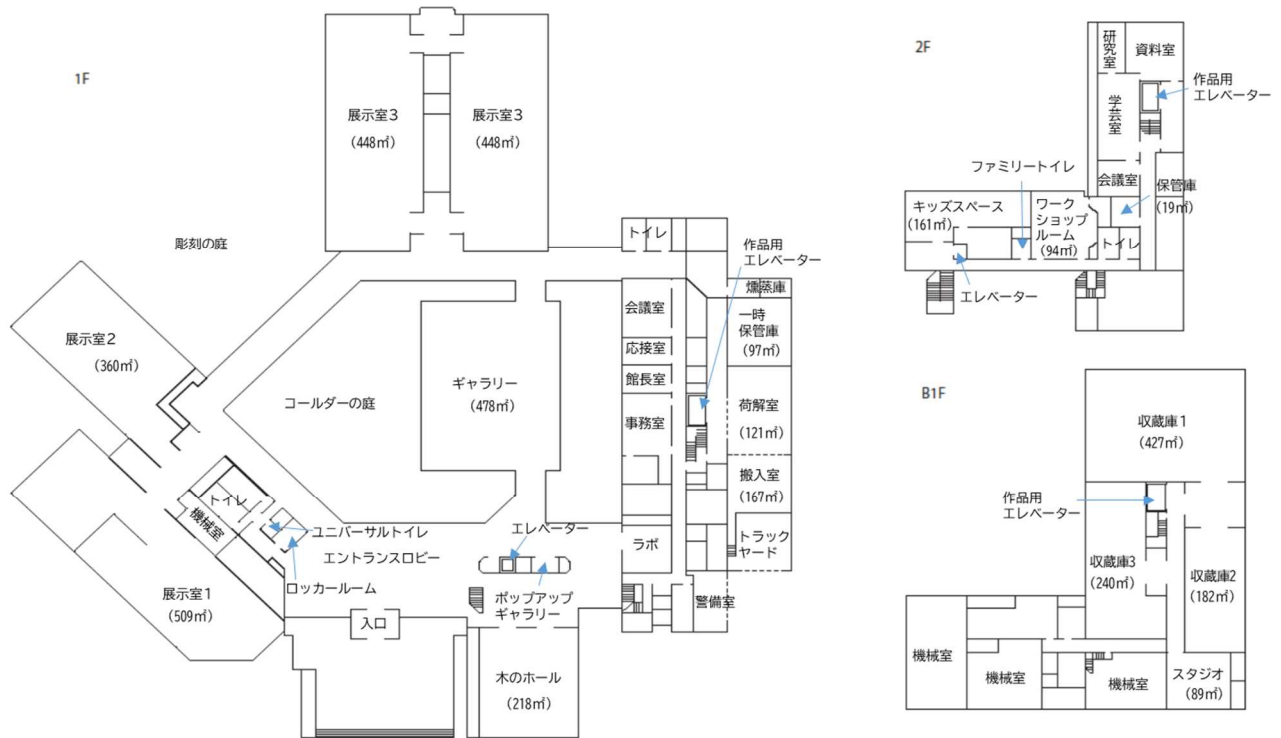 1F
展示室3
(448㎡)
展示室3
(448㎡)
彫刻の庭
トイレ
作品用
エレベーター
会議室
燻蒸庫
一時
保管庫
(97㎡)
展示室2
(360㎡)
応接室
館長室
コールダーの庭
ギャラリー
(478㎡)
事務室
荷解室
(121㎡)
搬入室
(167㎡)
トイレ
機械室
ユニバーサルトイレ
エレベーター
エントランスロビー
ラボ
トラック
ヤード
ロッカールーム
展示室1
(509㎡)
ポップアップ
ギャラリー
警備室
入口
木のホール
(218㎡)
2F
研究室
資料室
作品用
エレベーター
学芸室
ファミリートイレ
会議室
保管庫
(19㎡)
キッズスペース
(161㎡)
ワーク
ショップ
ルーム
(94㎡)
トイレ
エレベーター
B1F
収蔵庫1
(427㎡)
作品用
エレベーター
収蔵庫3
(240㎡)
収蔵庫2
(182㎡)
機械室
機械室
機械室
スタジオ
(89㎡)